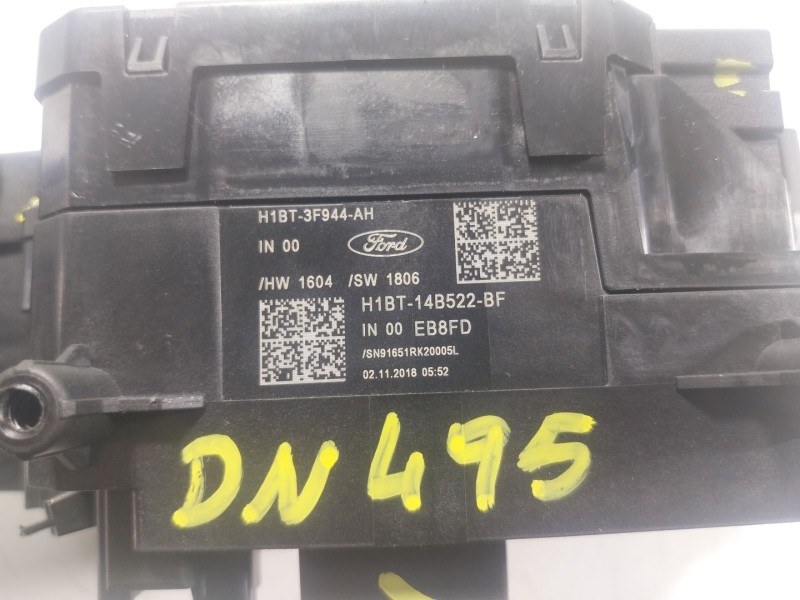 H1BT-3F944-AH
IN 00 Ford
/HW 1604 /SW 1806
H1BT-14B522-BF
IN 00 EB8FD
/SN91651RK20005L
02.11.2018 05:52
DN495